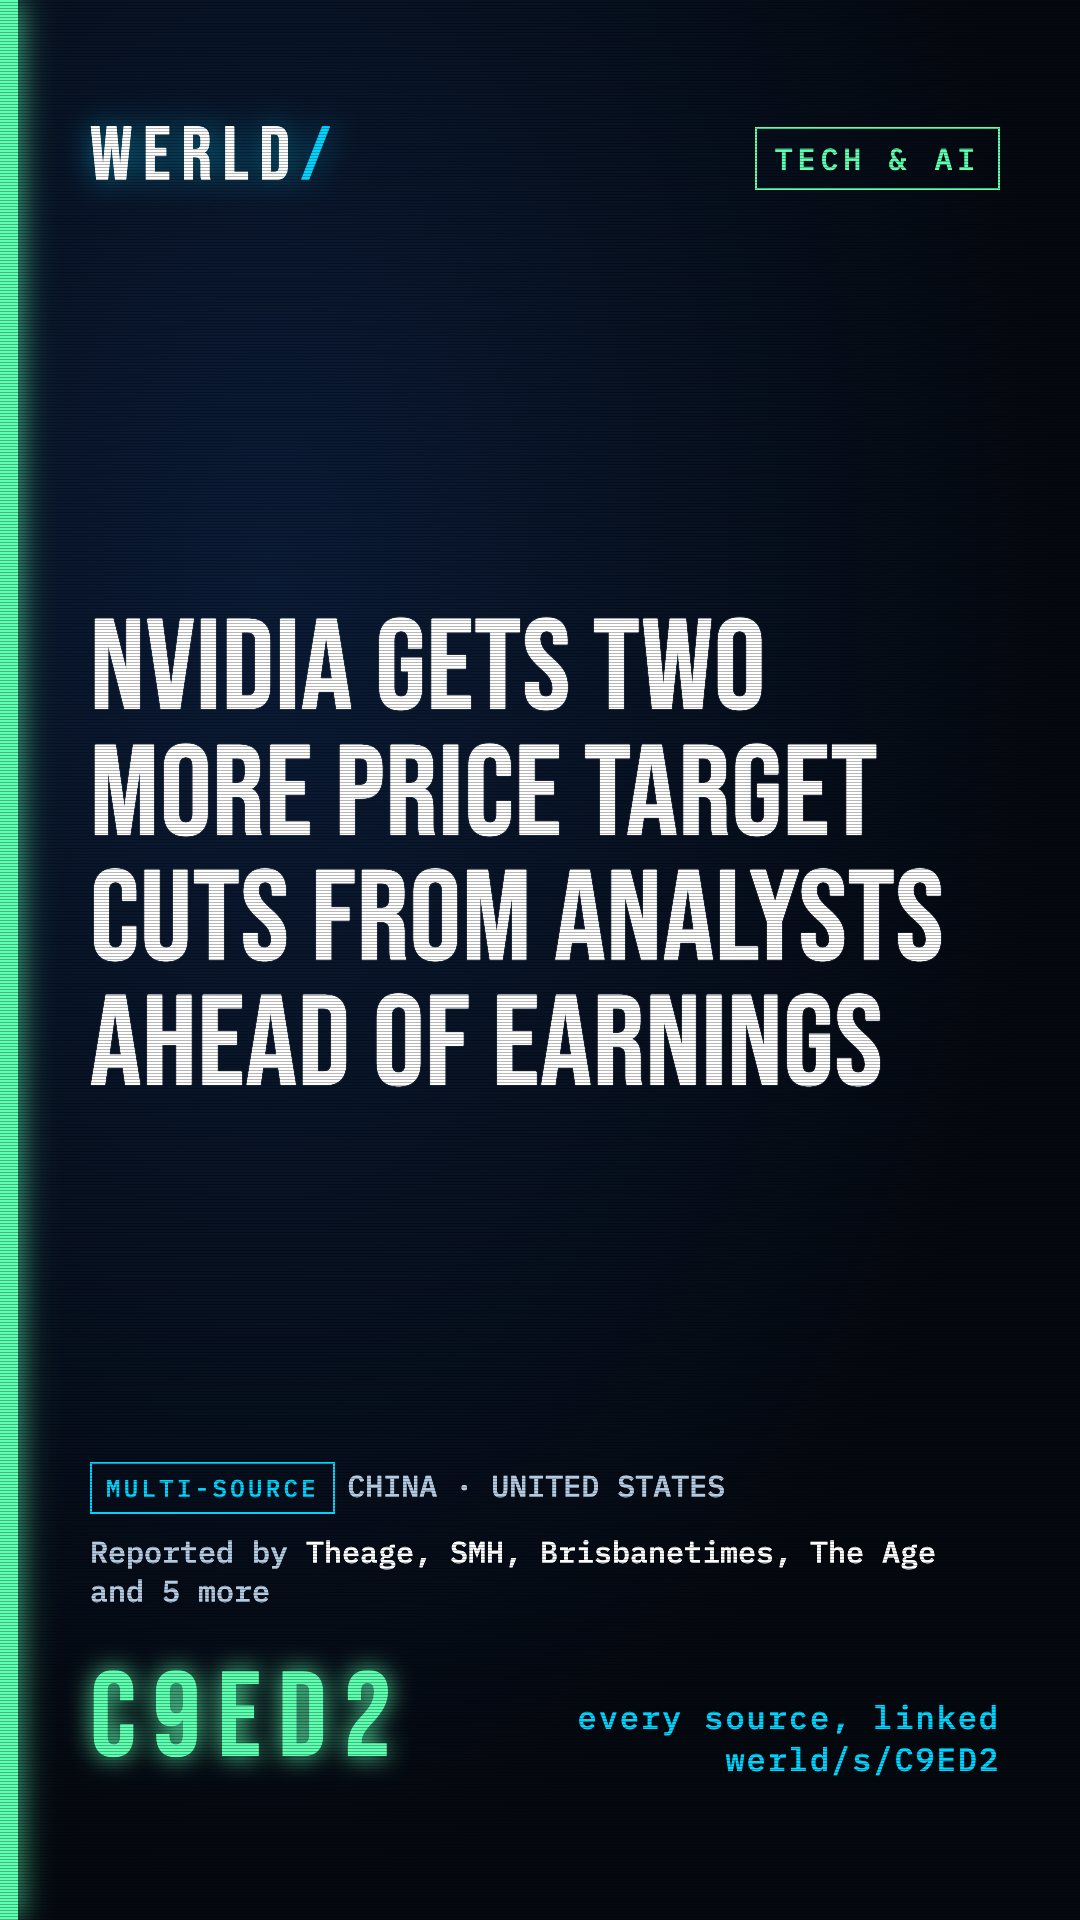 WERLD/
TECH & AI
NVIDIA GETS TWO
MORE PRICE TARGET
CUTS FROM ANALYSTS
AHEAD OF EARNINGS
MULTI-SOURCE CHINA · UNITED STATES
Reported by Theage, SMH, Brisbanetimes, The Age
and 5 more
C9ED2
every source, linked
werld/s/C9ED2